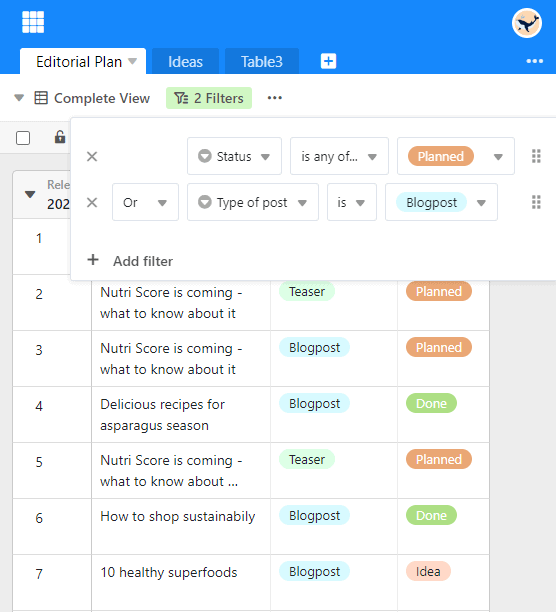 Editorial Plan Ideas Table3
Complete View 2 Filters
Status is any of... Planned
Or Type of post is Blogpost
Add filter
Rele
202
1
2 Nutri Score is coming - Teaser Planned
what to know about it
3 Nutri Score is coming - Blogpost Planned
what to know about it
4 Delicious recipes for Blogpost Done
asparagus season
5 Nutri Score is coming - Teaser Planned
what to know about ...
6 How to shop sustainabily Blogpost Done
7 10 healthy superfoods Blogpost Idea